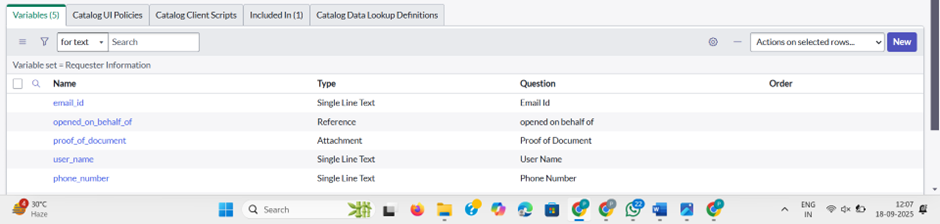 Variables (5) Catalog UI Policies Catalog Client Scripts Included In (1) Catalog Data Lookup Definitions
for text Search Actions on selected rows... New
Variable set = Requester Information
Name Type Question Order
email_id Single Line Text Email Id
opened_on_behalf_of Reference opened on behalf of
proof_of_document Attachment Proof of Document
user_name Single Line Text User Name
phone_number Single Line Text Phone Number
4 30°C Haze Search 22 ENG IN 12:07 18-09-2025